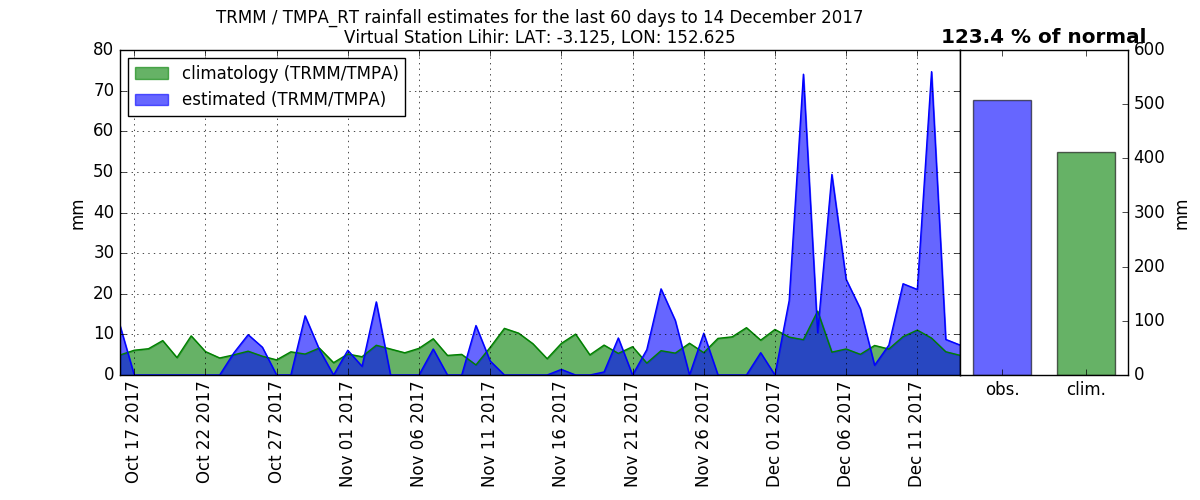 TRMM / TMPA_RT rainfall estimates for the last 60 days to 14 December 2017
Virtual Station Lihir: LAT: -3.125, LON: 152.625
123.4 % of normal
climatology (TRMM/TMPA)
estimated (TRMM/TMPA)
mm
80
70
60
50
40
30
20
10
0
Oct 17 2017
Oct 22 2017
Oct 27 2017
Nov 01 2017
Nov 06 2017
Nov 11 2017
Nov 16 2017
Nov 21 2017
Nov 26 2017
Dec 01 2017
Dec 06 2017
Dec 11 2017
600
500
400
300
200
100
0
mm
obs.
clim.